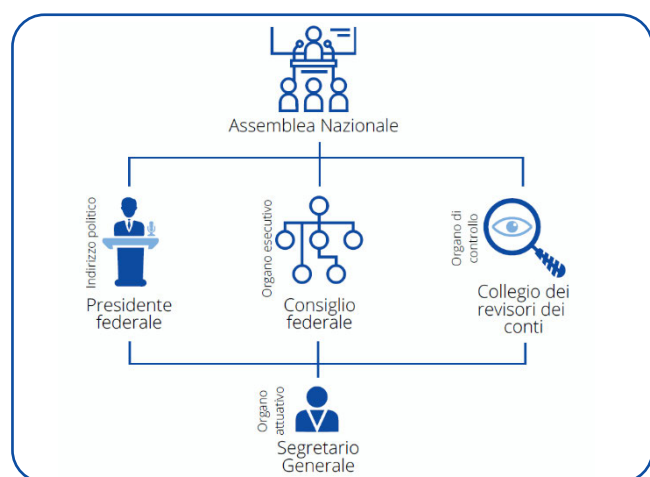 Assemblea Nazionale
Indirizzo politico
Presidente
federale
Organo esecutivo
Consiglio
federale
Organo di
controllo
Collegio dei
revisori dei
conti
Organo
attuativo
Segretario
Generale